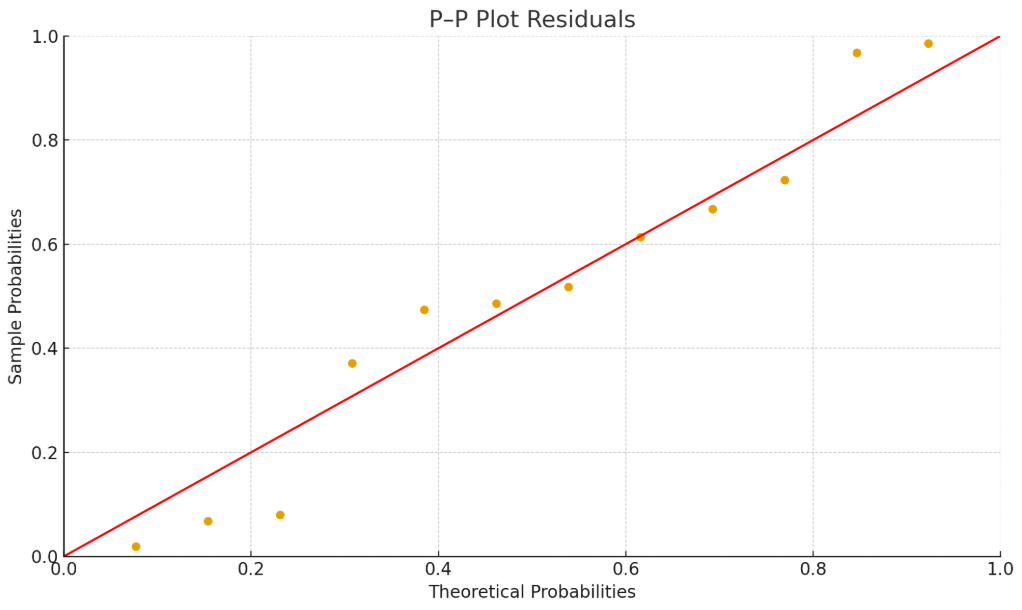 P–P Plot Residuals
1.0
0.8
0.6
0.4
0.2
0.0
Sample Probabilities
0.0 0.2 0.4 0.6 0.8 1.0
Theoretical Probabilities